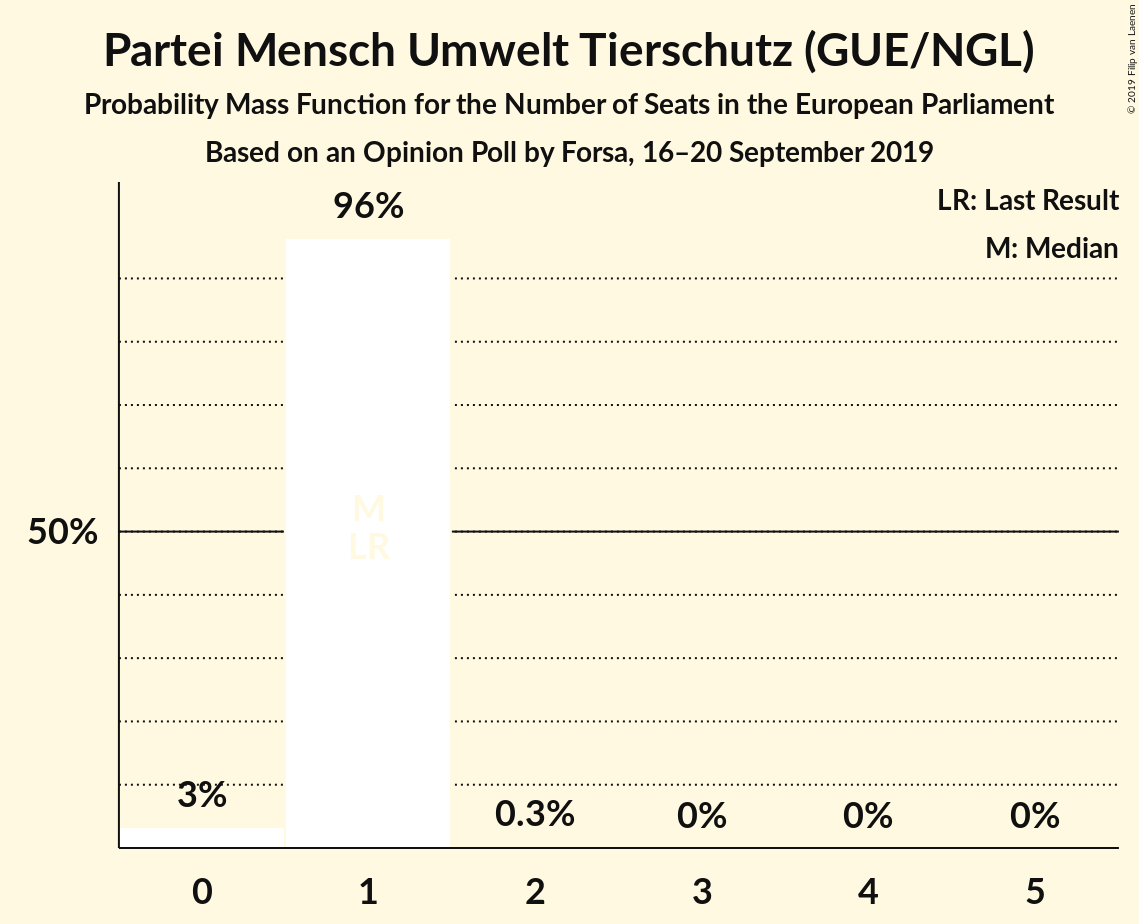 Partei Mensch Umwelt Tierschutz (GUE/NGL)
Probability Mass Function for the Number of Seats in the European Parliament
Based on an Opinion Poll by Forsa, 16–20 September 2019
© 2019 Filip van Laenen
LR: Last Result
M: Median
96%
M
50%
LR
3%
0.3%
0%
0%
0%
0
1
2
3
4
5